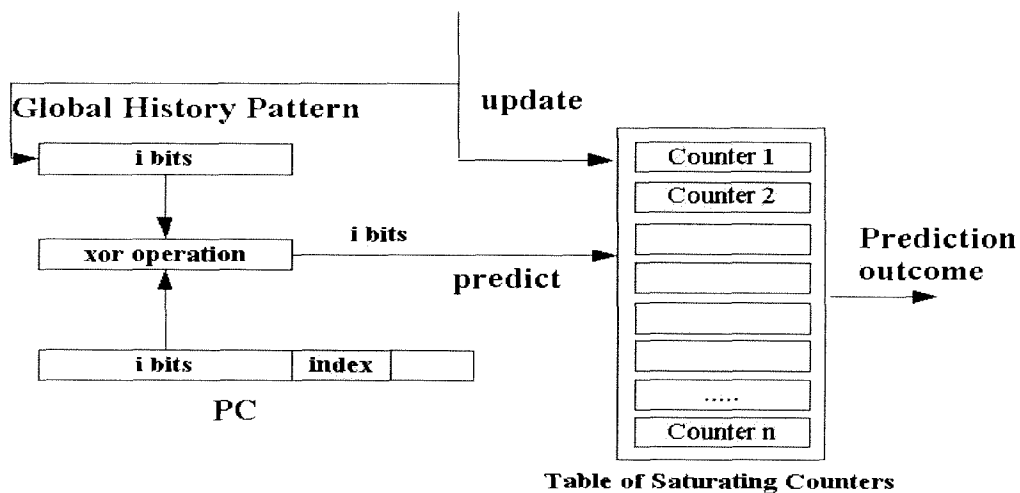 Global History Pattern
update
i bits
Counter 1
Counter 2
xor operation
i bits
predict
Prediction
outcome
i bits
index
PC
.....
Counter n
Table of Saturating Counters